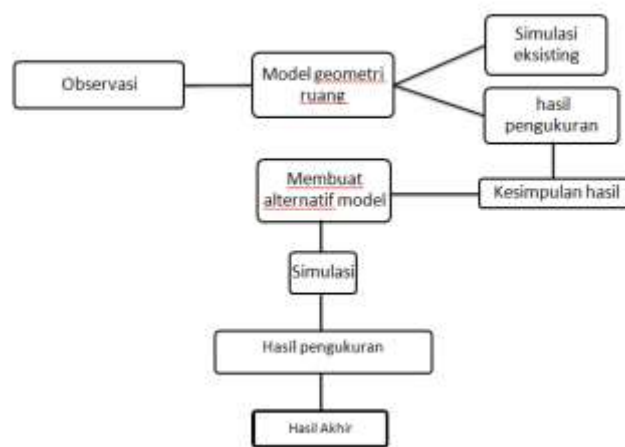 Observasi
Model geometri
ruang
Simulasi
eksisting
hasil
pengukuran
Kesimpulan hasil
Membuat
alternatif model
Simulasi
Hasil pengukuran
Hasil Akhir